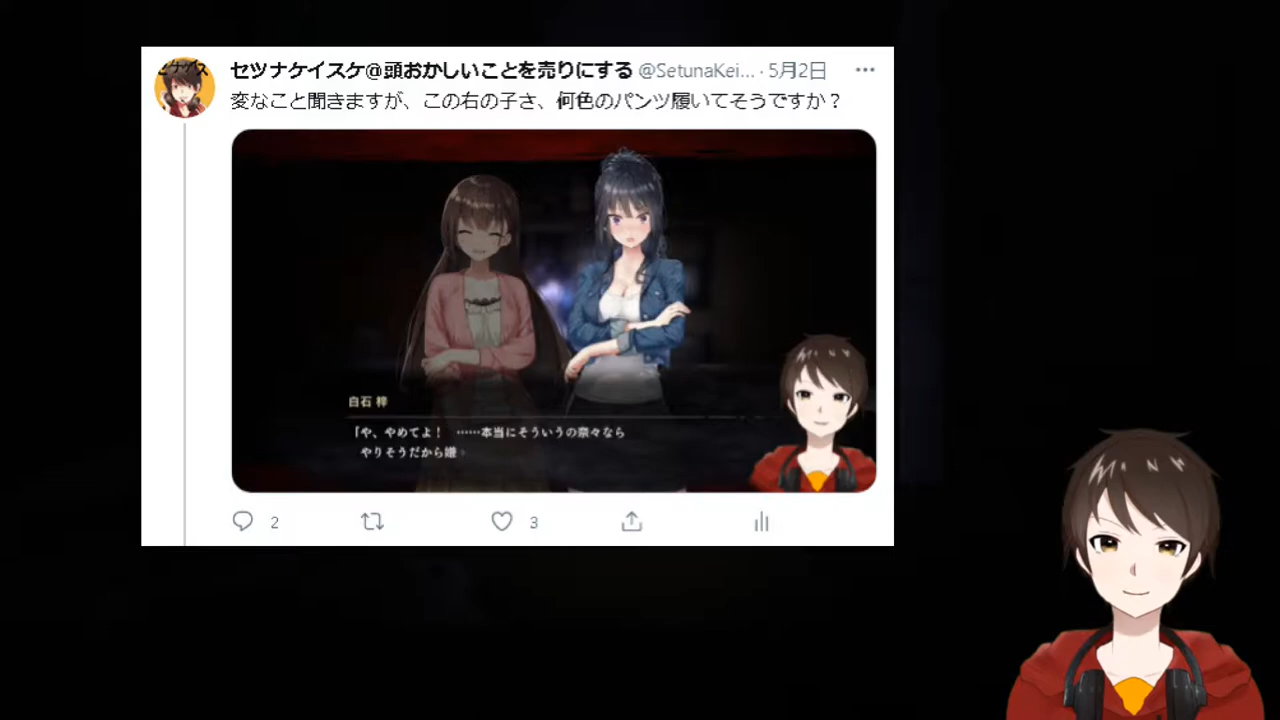 セツナケイスケ@頭おかしいことを売りにする @SetunaKei... · 5月2日
変なこと聞きますが、この右の子さ、何色のパンツ履いてそうですか？
白石 梓
「や、やめてよ！　……本当にそういうの奈々なら
やりそうだから嫌。
2
3